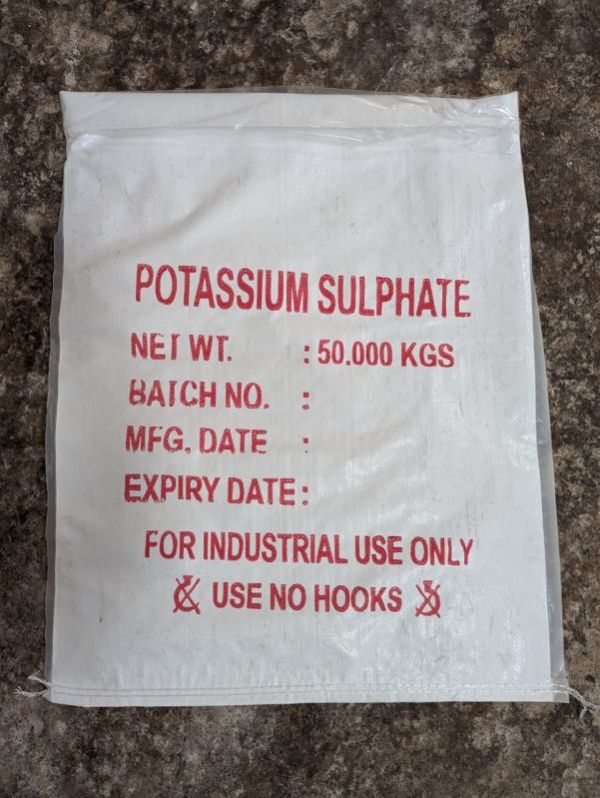 POTASSIUM SULPHATE
NET WT. : 50.000 KGS
BATCH NO. :
MFG. DATE :
EXPIRY DATE :
FOR INDUSTRIAL USE ONLY
USE NO HOOKS